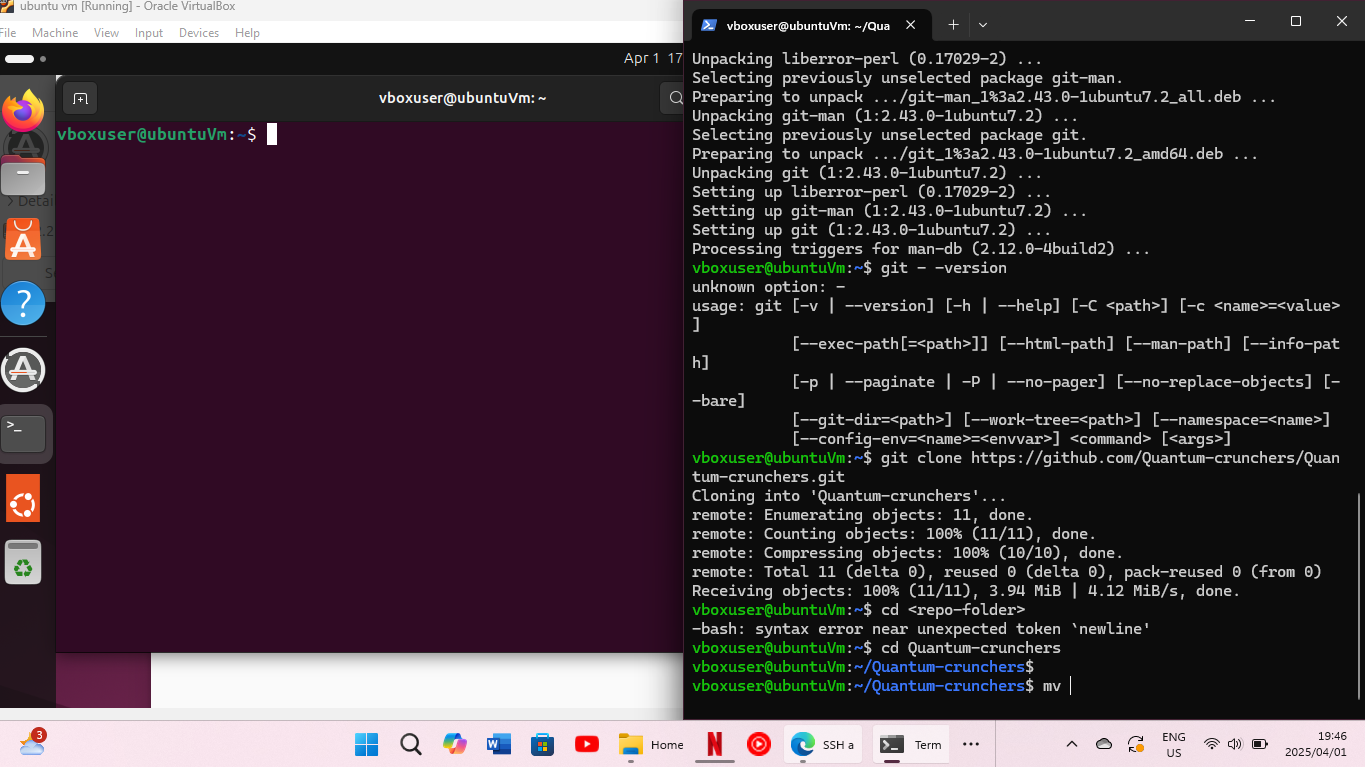 ubuntu vm [Running] - Oracle VirtualBox
File Machine View Input Devices Help
Apr 1 17
vboxuser@ubuntuVm: ~
vboxuser@ubuntuVm:~$
Detai
vboxuser@ubuntuVm: ~/Qua
Unpacking liberror-perl (0.17029-2) ...
Selecting previously unselected package git-man.
Preparing to unpack .../git-man_1%3a2.43.0-1ubuntu7.2_all.deb ...
Unpacking git-man (1:2.43.0-1ubuntu7.2) ...
Selecting previously unselected package git.
Preparing to unpack .../git_1%3a2.43.0-1ubuntu7.2_amd64.deb ...
Unpacking git (1:2.43.0-1ubuntu7.2) ...
Setting up liberror-perl (0.17029-2) ...
Setting up git-man (1:2.43.0-1ubuntu7.2) ...
Setting up git (1:2.43.0-1ubuntu7.2) ...
Processing triggers for man-db (2.12.0-4build2) ...
vboxuser@ubuntuVm:~$ git - -version
unknown option: -
usage: git [-v | --version] [-h | --help] [-C <path>] [-c <name>=<value>
]
[--exec-path[=<path>]] [--html-path] [--man-path] [--info-pat
h]
[-p | --paginate | -P | --no-pager] [--no-replace-objects] [-
-bare]
[--git-dir=<path>] [--work-tree=<path>] [--namespace=<name>]
[--config-env=<name>=<envvar>] <command> [<args>]
vboxuser@ubuntuVm:~$ git clone https://github.com/Quantum-crunchers/Quan
tum-crunchers.git
Cloning into 'Quantum-crunchers'...
remote: Enumerating objects: 11, done.
remote: Counting objects: 100% (11/11), done.
remote: Compressing objects: 100% (10/10), done.
remote: Total 11 (delta 0), reused 0 (delta 0), pack-reused 0 (from 0)
Receiving objects: 100% (11/11), 3.94 MiB | 4.12 MiB/s, done.
vboxuser@ubuntuVm:~$ cd <repo-folder>
-bash: syntax error near unexpected token `newline'
vboxuser@ubuntuVm:~$ cd Quantum-crunchers
vboxuser@ubuntuVm:~/Quantum-crunchers$
vboxuser@ubuntuVm:~/Quantum-crunchers$ mv
3
Home
SSH a
Term
ENG
US
19:46
2025/04/01